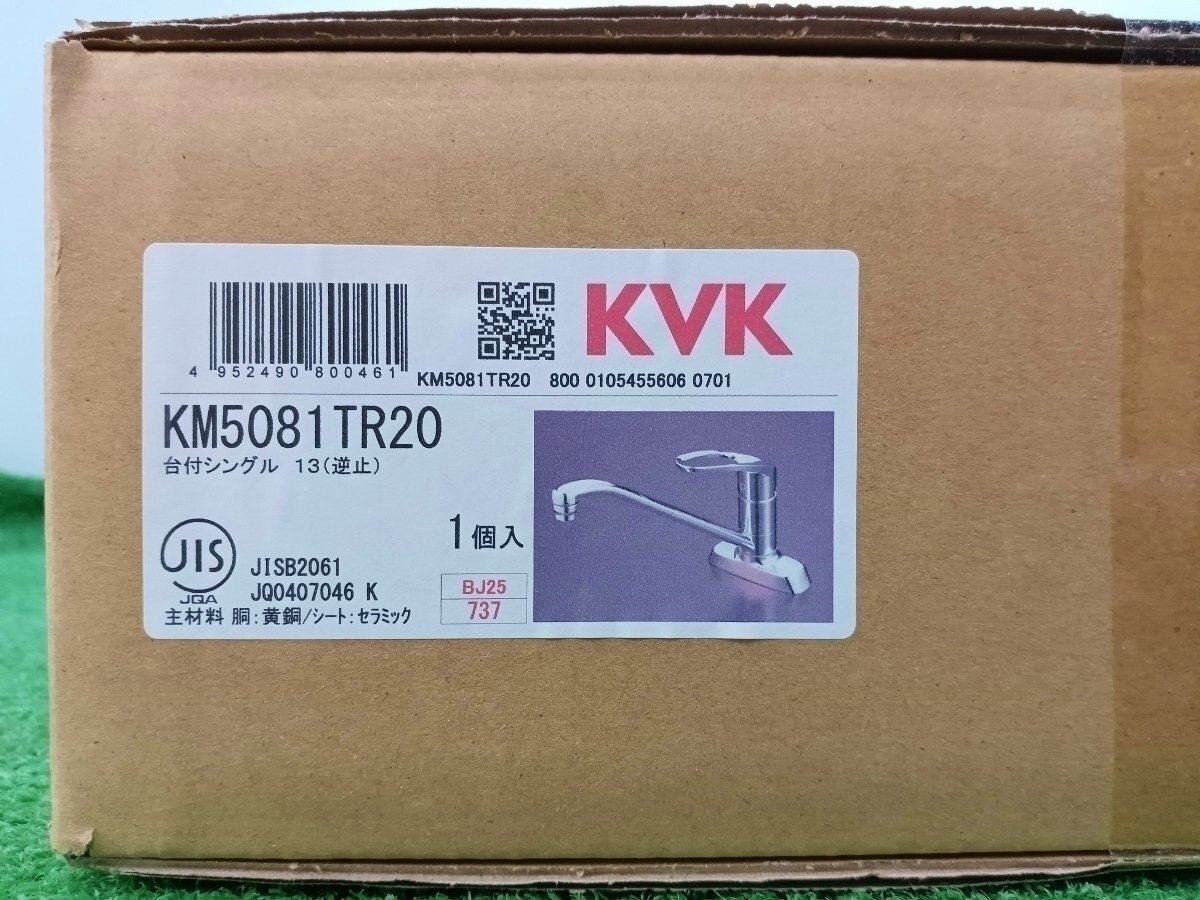 KVK
4 952490 800461
KM5081TR20 800 0105455606 0701
KM5081TR20
台付シングル 13(逆止)
1個入
JIS
JQA
JISB2061
JQ0407046 K
BJ25
737
主材料 胴:黄銅/シート:セラミック